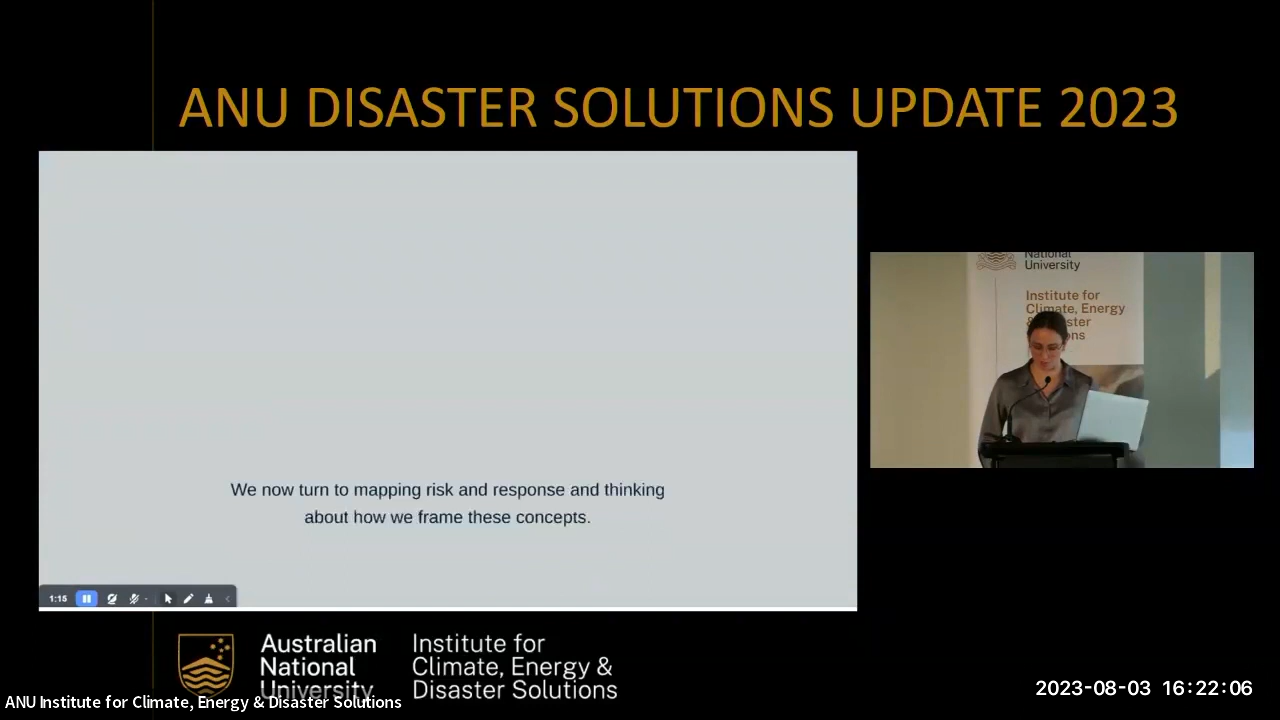 ANU DISASTER SOLUTIONS UPDATE 2023
National
University
Institute for
Climate, Energy
We now turn to mapping risk and response and thinking
about how we frame these concepts.
1:15
Australian
National
University
Institute for
Climate, Energy &
Disaster Solutions
ANU Institute for Climate, Energy & Disaster Solutions
2023-08-03 16:22:06